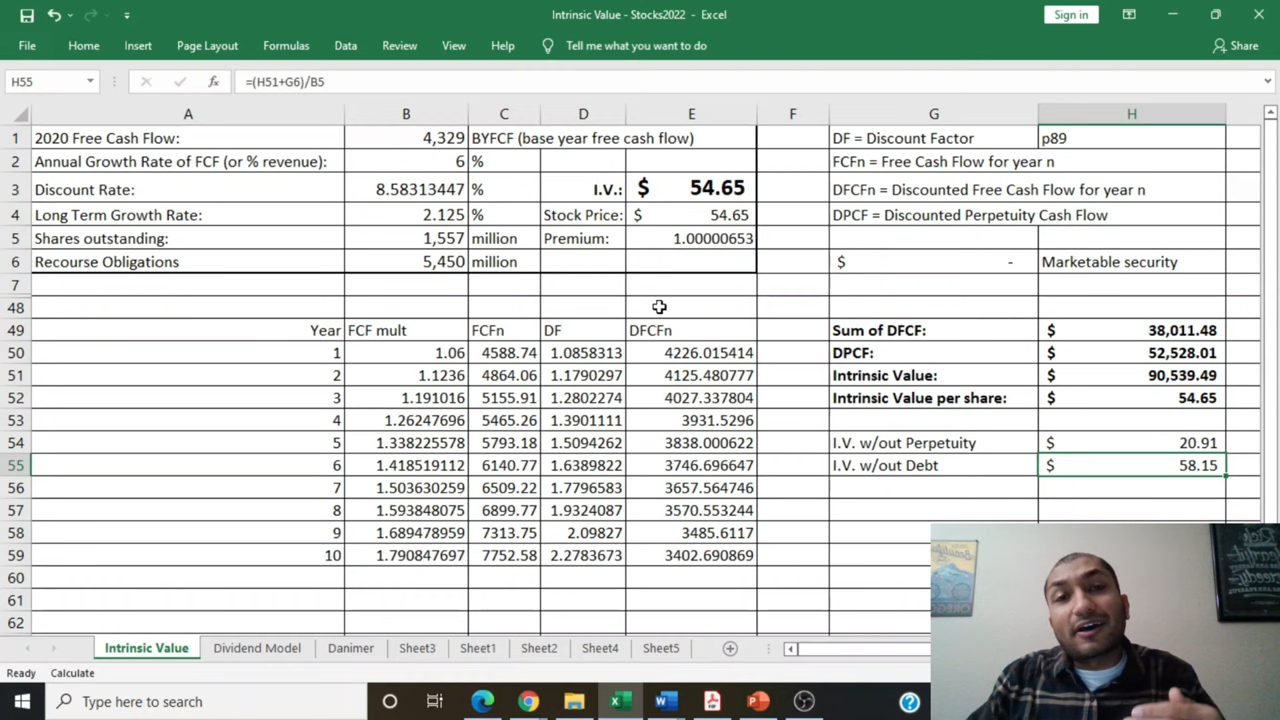 Intrinsic Value - Stocks2022 - Excel
Sign in
File Home Insert Page Layout Formulas Data Review View Help Tell me what you want to do Share
H55 fx =(H51+G6)/B5
A B C D E F G H
1 2020 Free Cash Flow: 4,329 BYFCF (base year free cash flow) DF = Discount Factor p89
2 Annual Growth Rate of FCF (or % revenue): 6 % FCFn = Free Cash Flow for year n
3 Discount Rate: 8.58313447 % I.V.: $ 54.65 DFCFn = Discounted Free Cash Flow for year n
4 Long Term Growth Rate: 2.125 % Stock Price: $ 54.65 DPCF = Discounted Perpetuity Cash Flow
5 Shares outstanding: 1,557 million Premium: 1.00000653
6 Recourse Obligations 5,450 million $ - Marketable security
7
48
49 Year FCF mult FCFn DF DFCFn Sum of DFCF: $ 38,011.48
50 1 1.06 4588.74 1.0858313 4226.015414 DPCF: $ 52,528.01
51 2 1.1236 4864.06 1.1790297 4125.480777 Intrinsic Value: $ 90,539.49
52 3 1.191016 5155.91 1.2802274 4027.337804 Intrinsic Value per share: $ 54.65
53 4 1.26247696 5465.26 1.3901111 3931.5296
54 5 1.338225578 5793.18 1.5094262 3838.000622 I.V. w/out Perpetuity $ 20.91
55 6 1.418519112 6140.77 1.6389822 3746.696647 I.V. w/out Debt $ 58.15
56 7 1.503630259 6509.22 1.7796583 3657.564746
57 8 1.593848075 6899.77 1.9324087 3570.553244
58 9 1.689478959 7313.75 2.09827 3485.6117
59 10 1.790847697 7752.58 2.2783673 3402.690869
60
61
62
Intrinsic Value Dividend Model Danimer Sheet3 Sheet1 Sheet2 Sheet4 Sheet5
Ready Calculate
Type here to search
OREGO